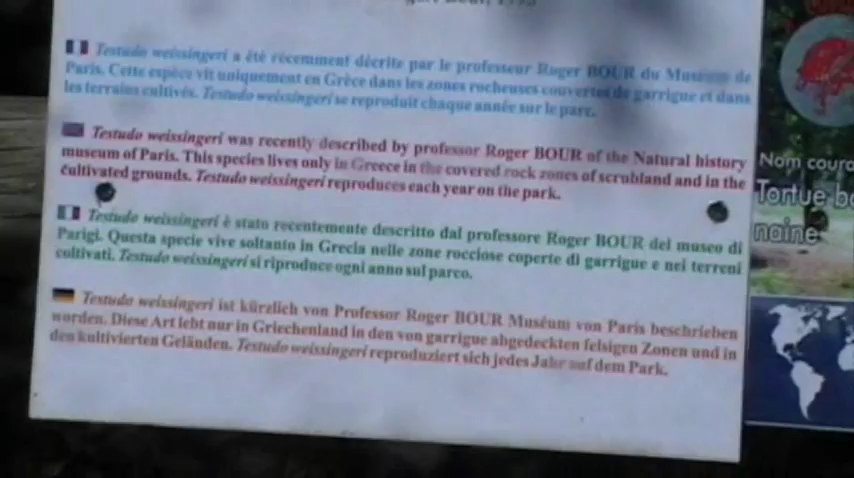 Testudo weissingeri a été récemment décrite par le professeur Roger BOUR du Muséum de
Paris. Cette espèce vit uniquement en Grèce dans les zones rocheuses couvertes de garrigue et dans
les terrains cultivés. Testudo weissingeri se reproduit chaque année sur le parc.
Testudo weissingeri was recently described by professor Roger BOUR of the Natural history
museum of Paris. This species lives only in Greece in the covered rock zones of scrubland and in the
cultivated grounds. Testudo weissingeri reproduces each year on the park.
Testudo weissingeri è stato recentemente descritto dal professore Roger BOUR del museo di
Parigi. Questa specie vive soltanto in Grecia nelle zone rocciose coperte di garrigue e nei terreni
cultivati. Testudo weissingeri si riproduce ogni anno sul parco.
Testudo weissingeri ist kürzlich von Professor Roger BOUR Muséum von Paris beschrieben
worden. Diese Art lebt nur in Griechenland in den von garrigue abgedeckten felsigen Zonen und in
den kultivierten Geländen. Testudo weissingeri reproduziert sich jedes Jahr auf dem Park.
Nom coura
Tortue bo
naine